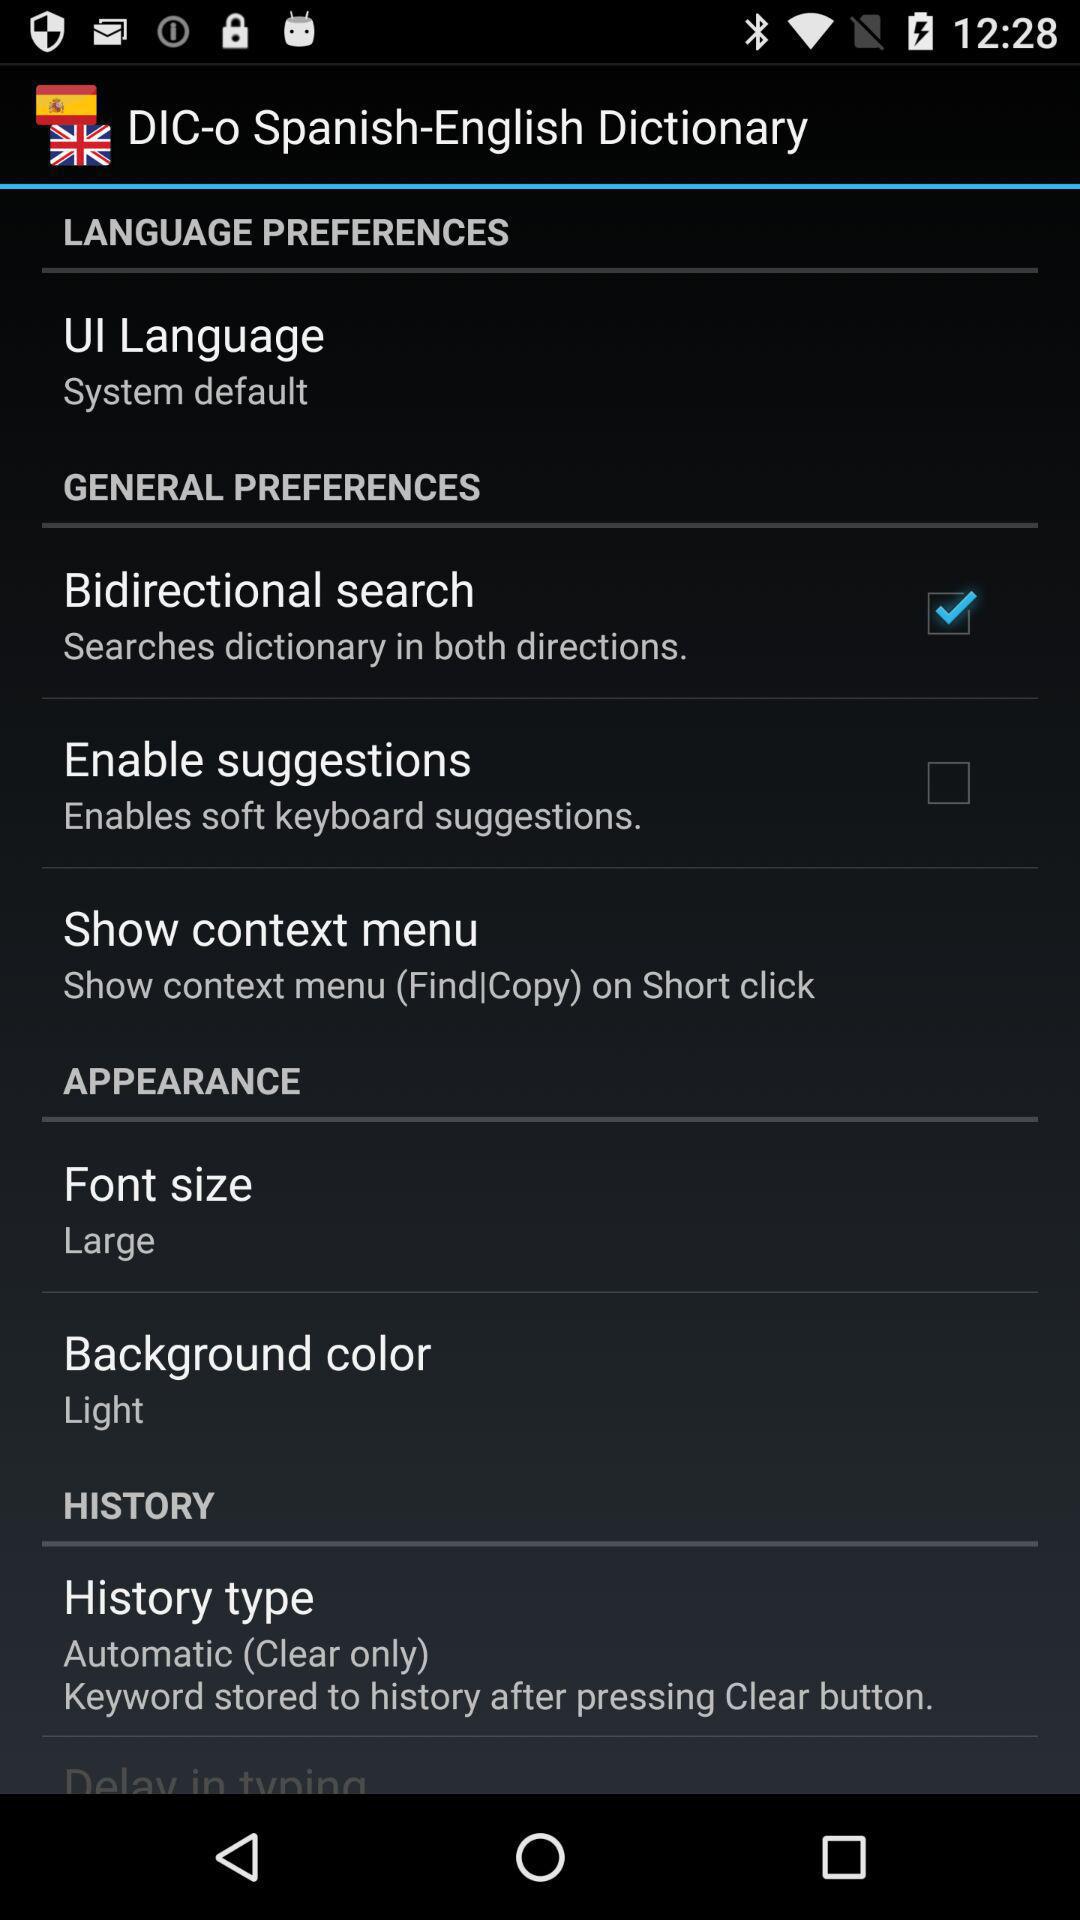 12:28
DIC-o Spanish-English Dictionary
LANGUAGE PREFERENCES
UI Language
System default
GENERAL PREFERENCES
Bidirectional search
Searches dictionary in both directions.
Enable suggestions
Enables soft keyboard suggestions.
Show context menu
Show context menu (Find|Copy) on Short click
APPEARANCE
Font size
Large
Background color
Light
HISTORY
History type
Automatic (Clear only)
Keyword stored to history after pressing Clear button.
Delay in typing